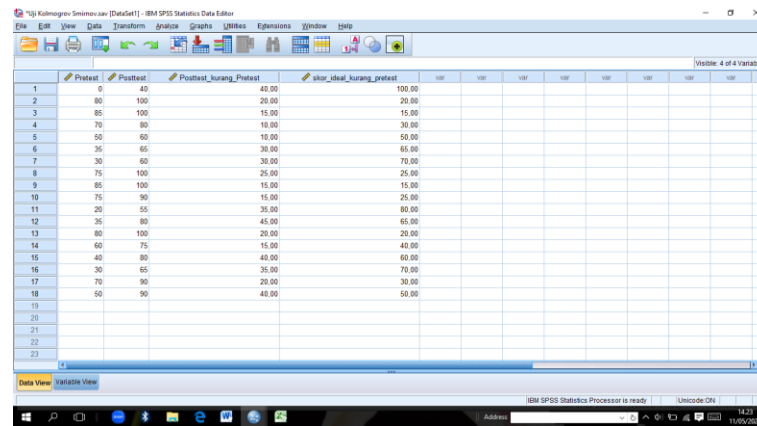 *Uji Kolmogrov Smirnov.sav [DataSet1] - IBM SPSS Statistics Data Editor
File Edit View Data Transform Analyze Graphs Utilities Extensions Window Help
Visible: 4 of 4 Variab
Pretest Posttest Posttest_kurang_Pretest skor_ideal_kurang_pretest var var var var var var var
1 0 40 40,00 100,00
2 80 100 20,00 20,00
3 85 100 15,00 15,00
4 70 80 10,00 30,00
5 50 60 10,00 50,00
6 35 65 30,00 65,00
7 30 60 30,00 70,00
8 75 100 25,00 25,00
9 85 100 15,00 15,00
10 75 90 15,00 25,00
11 20 55 35,00 80,00
12 35 80 45,00 65,00
13 80 100 20,00 20,00
14 60 75 15,00 40,00
15 40 80 40,00 60,00
16 30 65 35,00 70,00
17 70 90 20,00 30,00
18 50 90 40,00 50,00
19
20
21
22
23
Data View Variable View
IBM SPSS Statistics Processor is ready Unicode:ON
Address
14.23
11/05/202